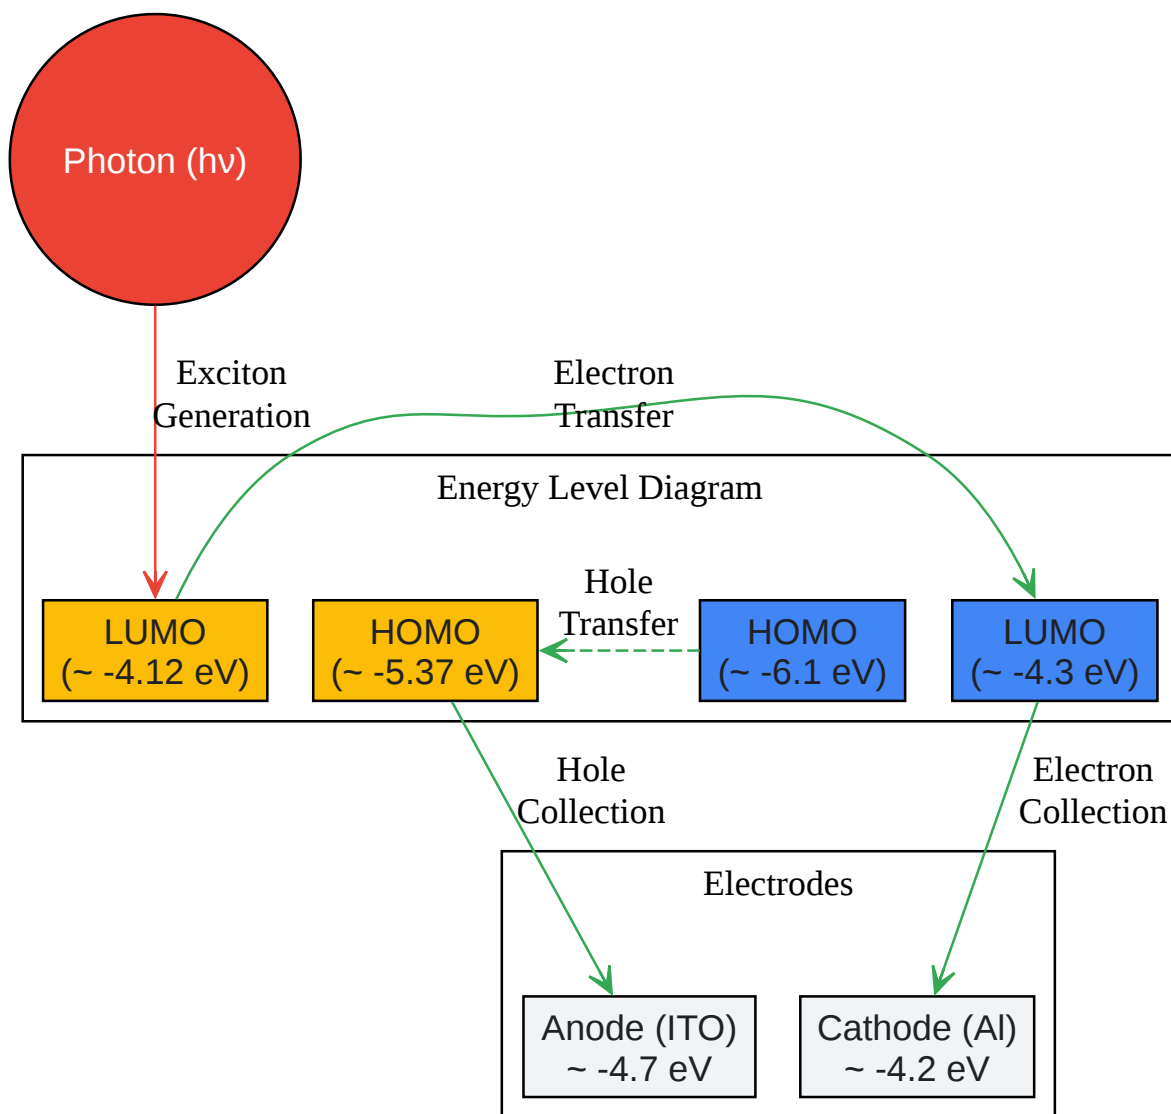 Photon (hν)
Exciton
Generation
Electron
Transfer
Energy Level Diagram
LUMO
(~ -4.12 eV)
HOMO
(~ -5.37 eV)
Hole
Transfer
HOMO
(~ -6.1 eV)
LUMO
(~ -4.3 eV)
Hole
Collection
Electron
Collection
Electrodes
Anode (ITO)
~ -4.7 eV
Cathode (Al)
~ -4.2 eV